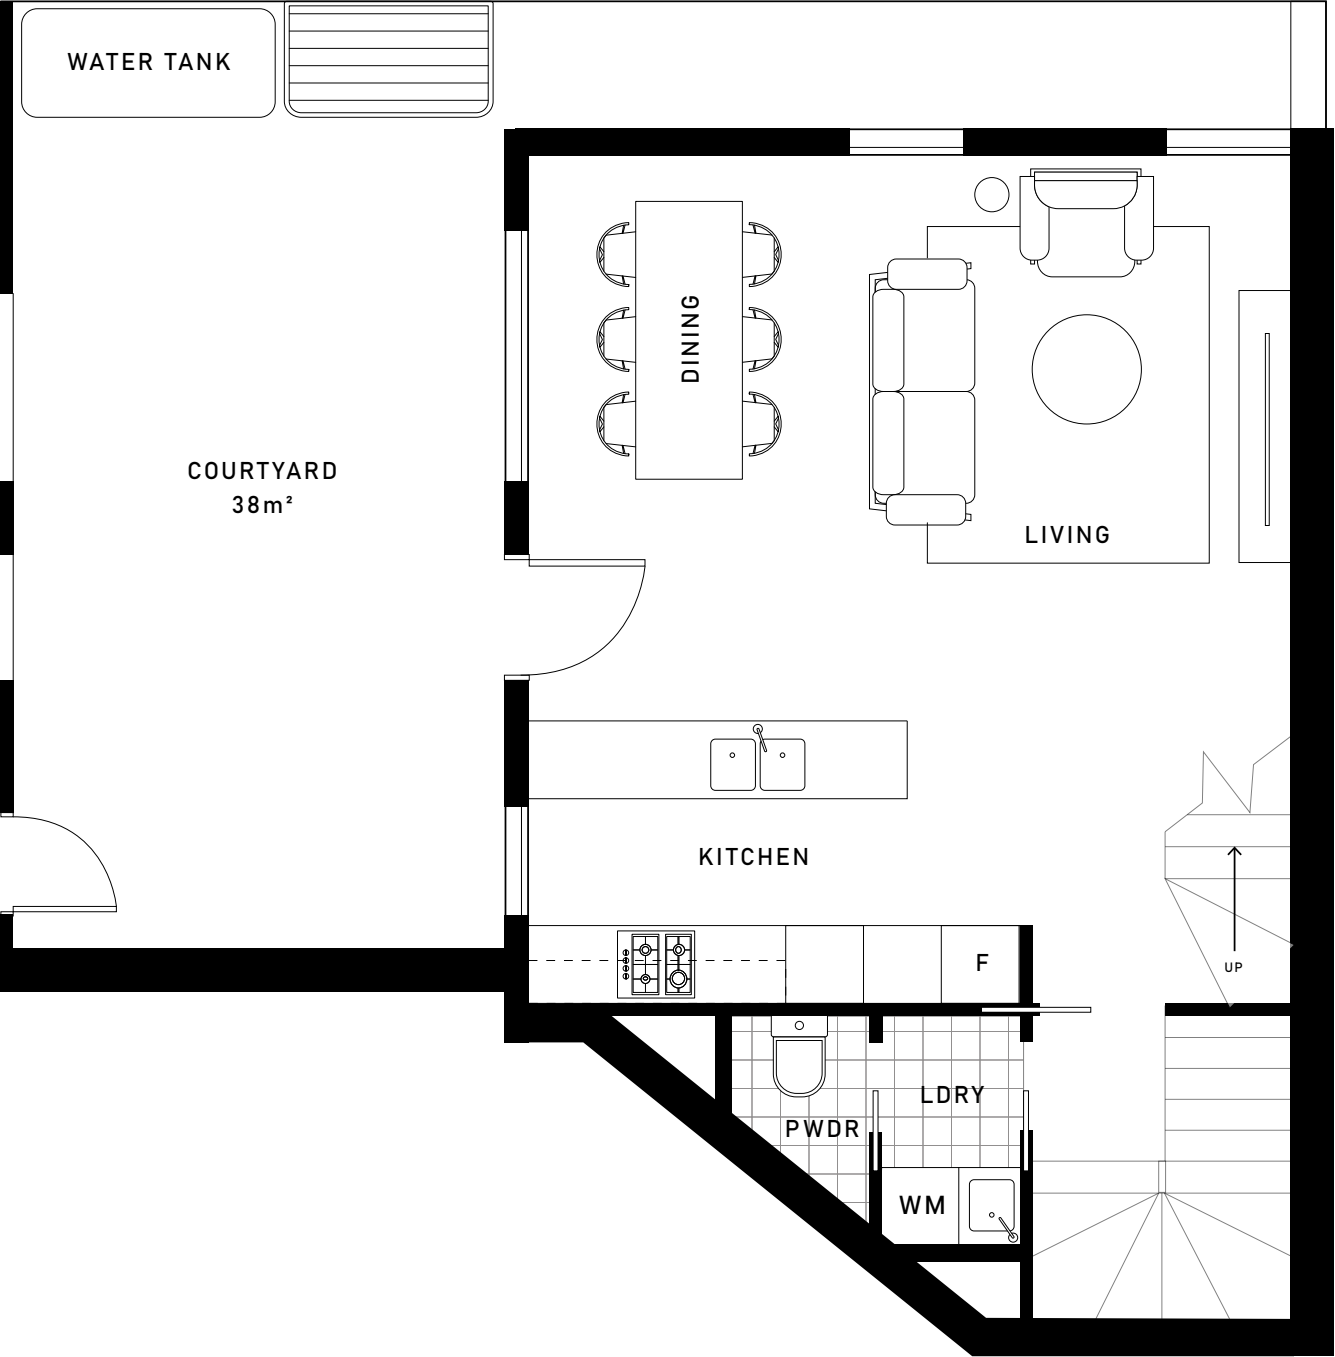 WATER TANK
DINING
COURTYARD
38m²
LIVING
KITCHEN
F
UP
LDRY
PWDR
WM